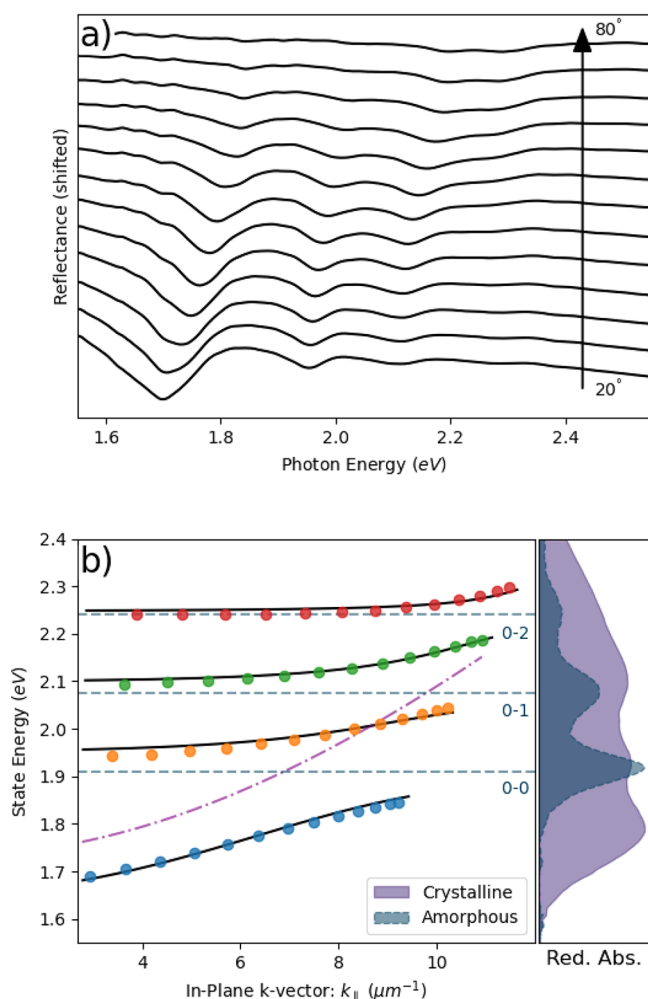 a)
80°
Reflectance (shifted)
20°
1.6 1.8 2.0 2.2 2.4
Photon Energy (eV)
b)
2.4
2.3
2.2
2.1
2.0
1.9
1.8
1.7
1.6
State Energy (eV)
0-2
0-1
0-0
Crystalline
Amorphous
4 6 8 10
In-Plane k-vector: k∥ (μm⁻¹)
Red. Abs.